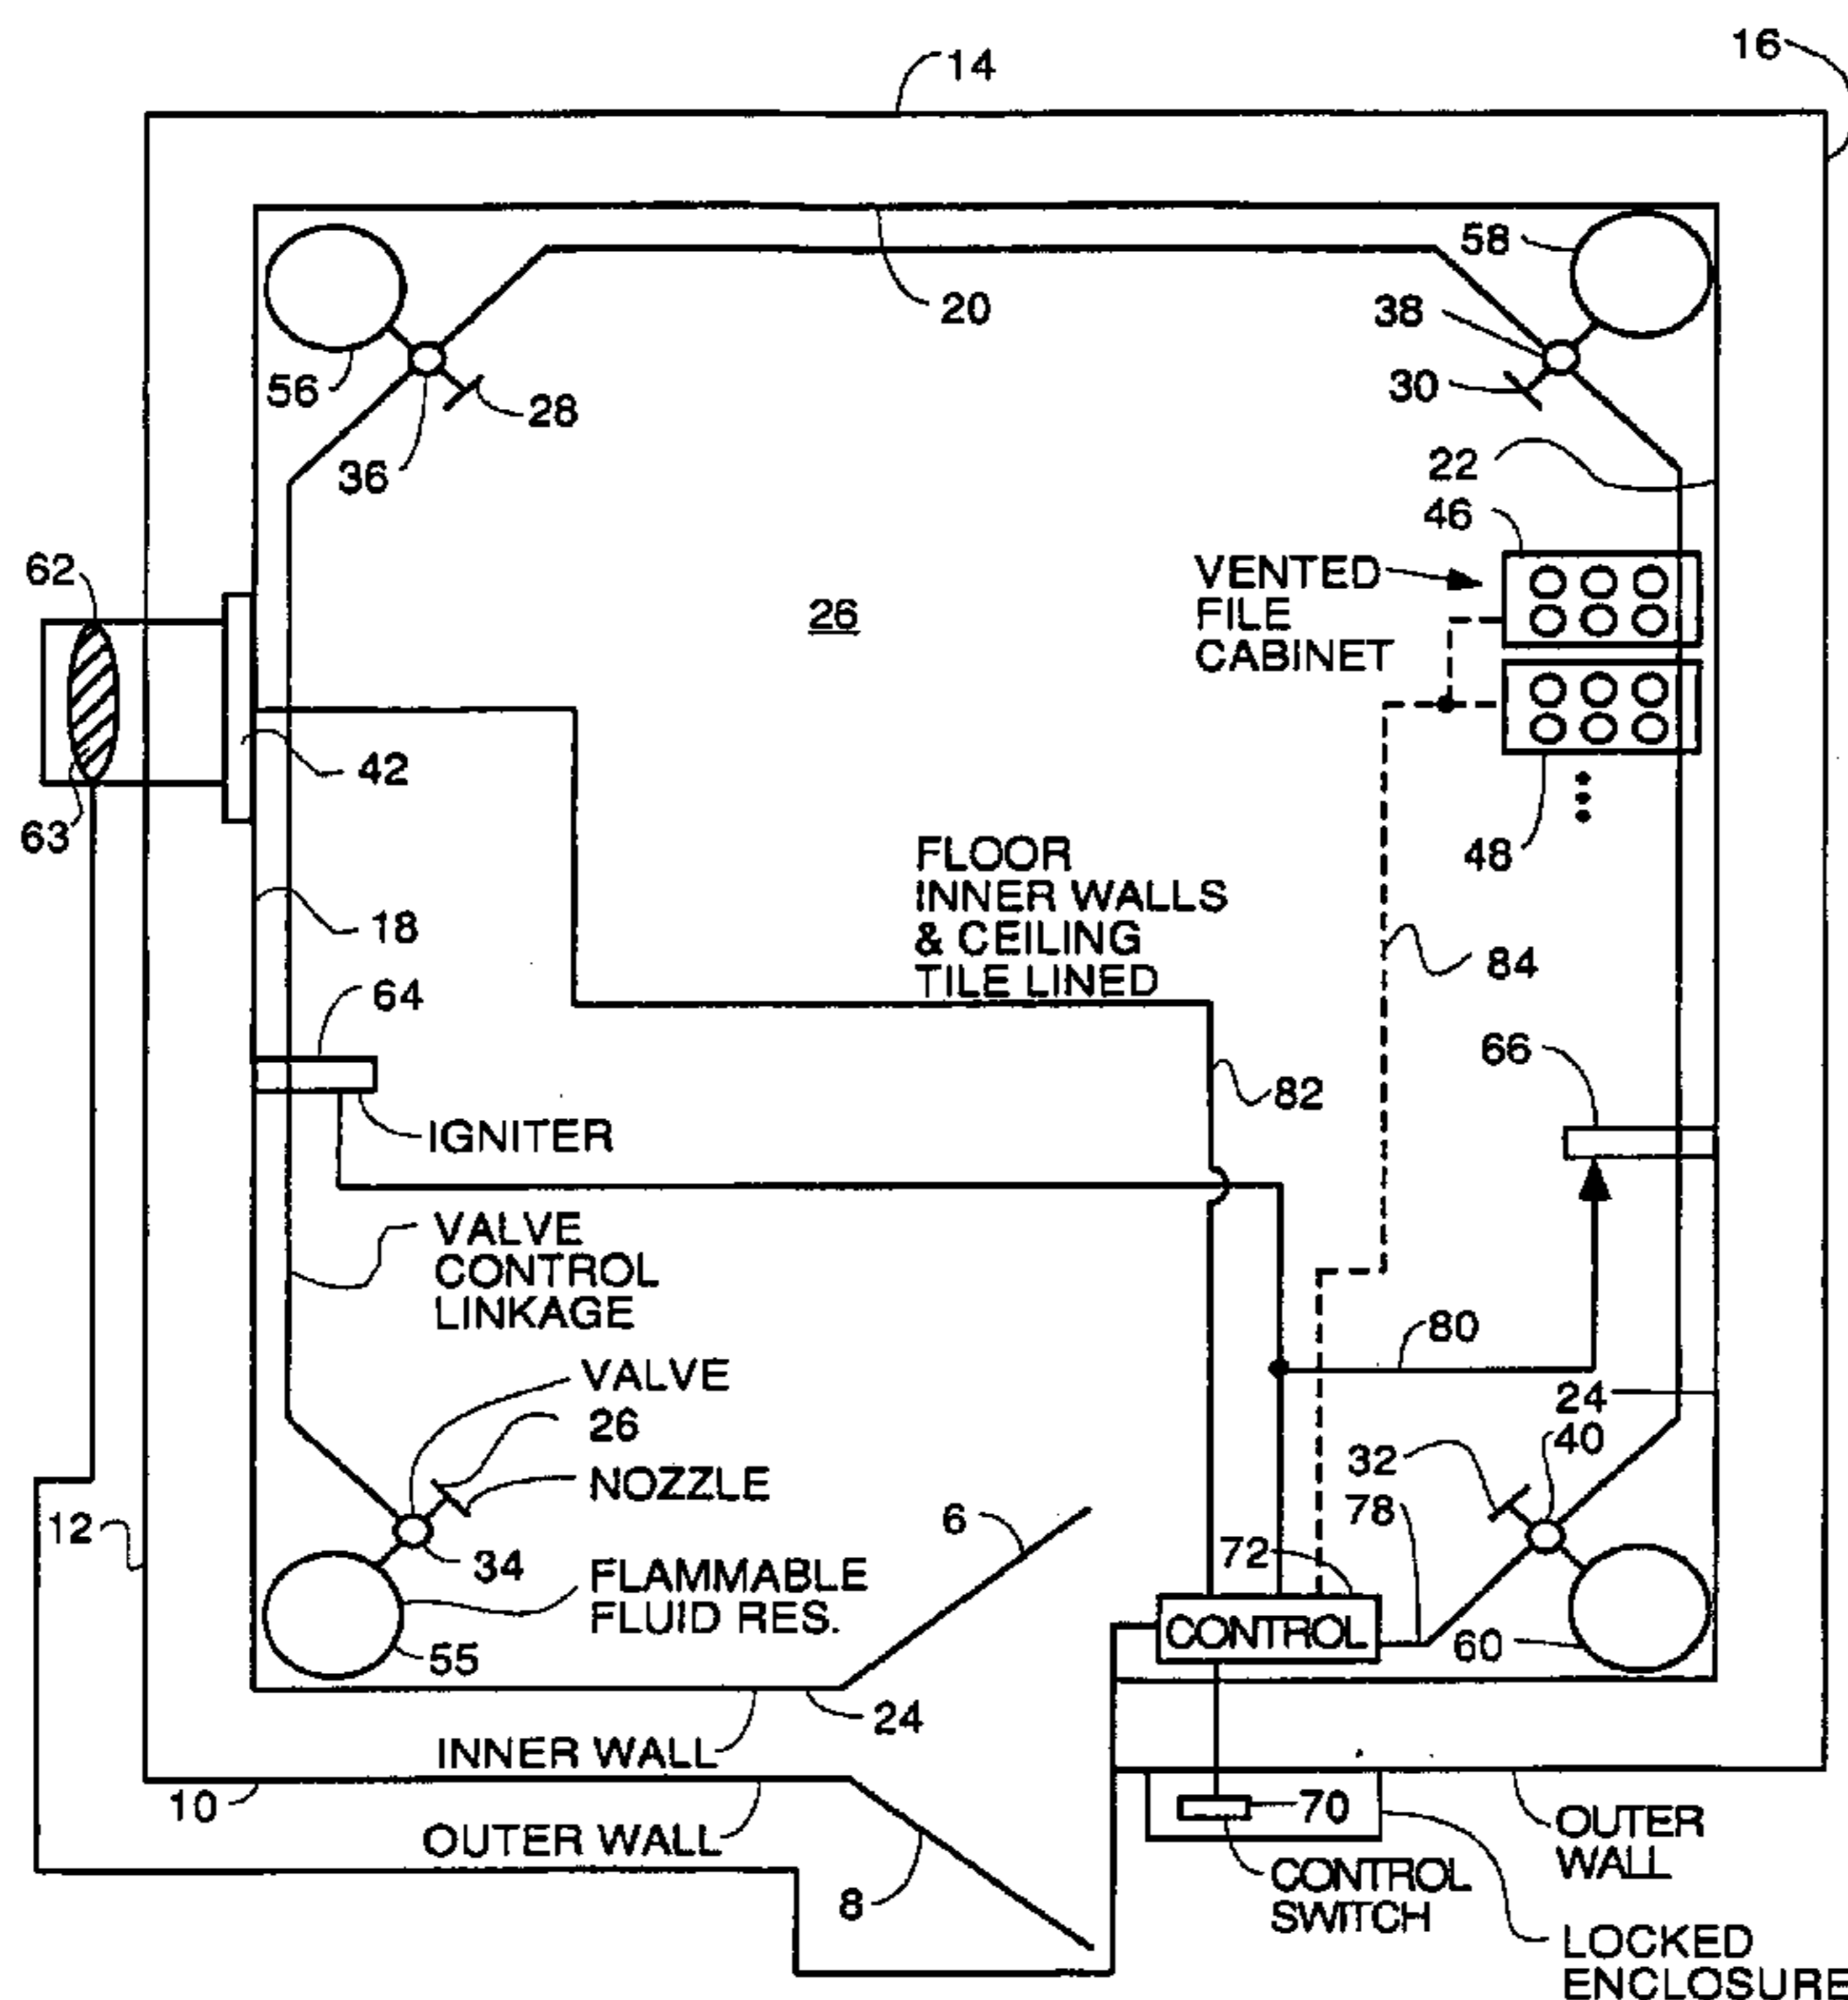 14
16
58
20
38
56
30
28
22
36
46
62
VENTED
FILE
CABINET
26
42
63
48
FLOOR
INNER WALLS
& CEILING
TILE LINED
18
84
64
66
82
IGNITER
VALVE
CONTROL
LINKAGE
80
VALVE
24
26
40
32
NOZZLE
78
6
12
72
34
FLAMMABLE
FLUID RES.
CONTROL
60
55
24
INNER WALL
10
70
OUTER WALL
OUTER
WALL
CONTROL
SWITCH
8
LOCKED
ENCLOSURE